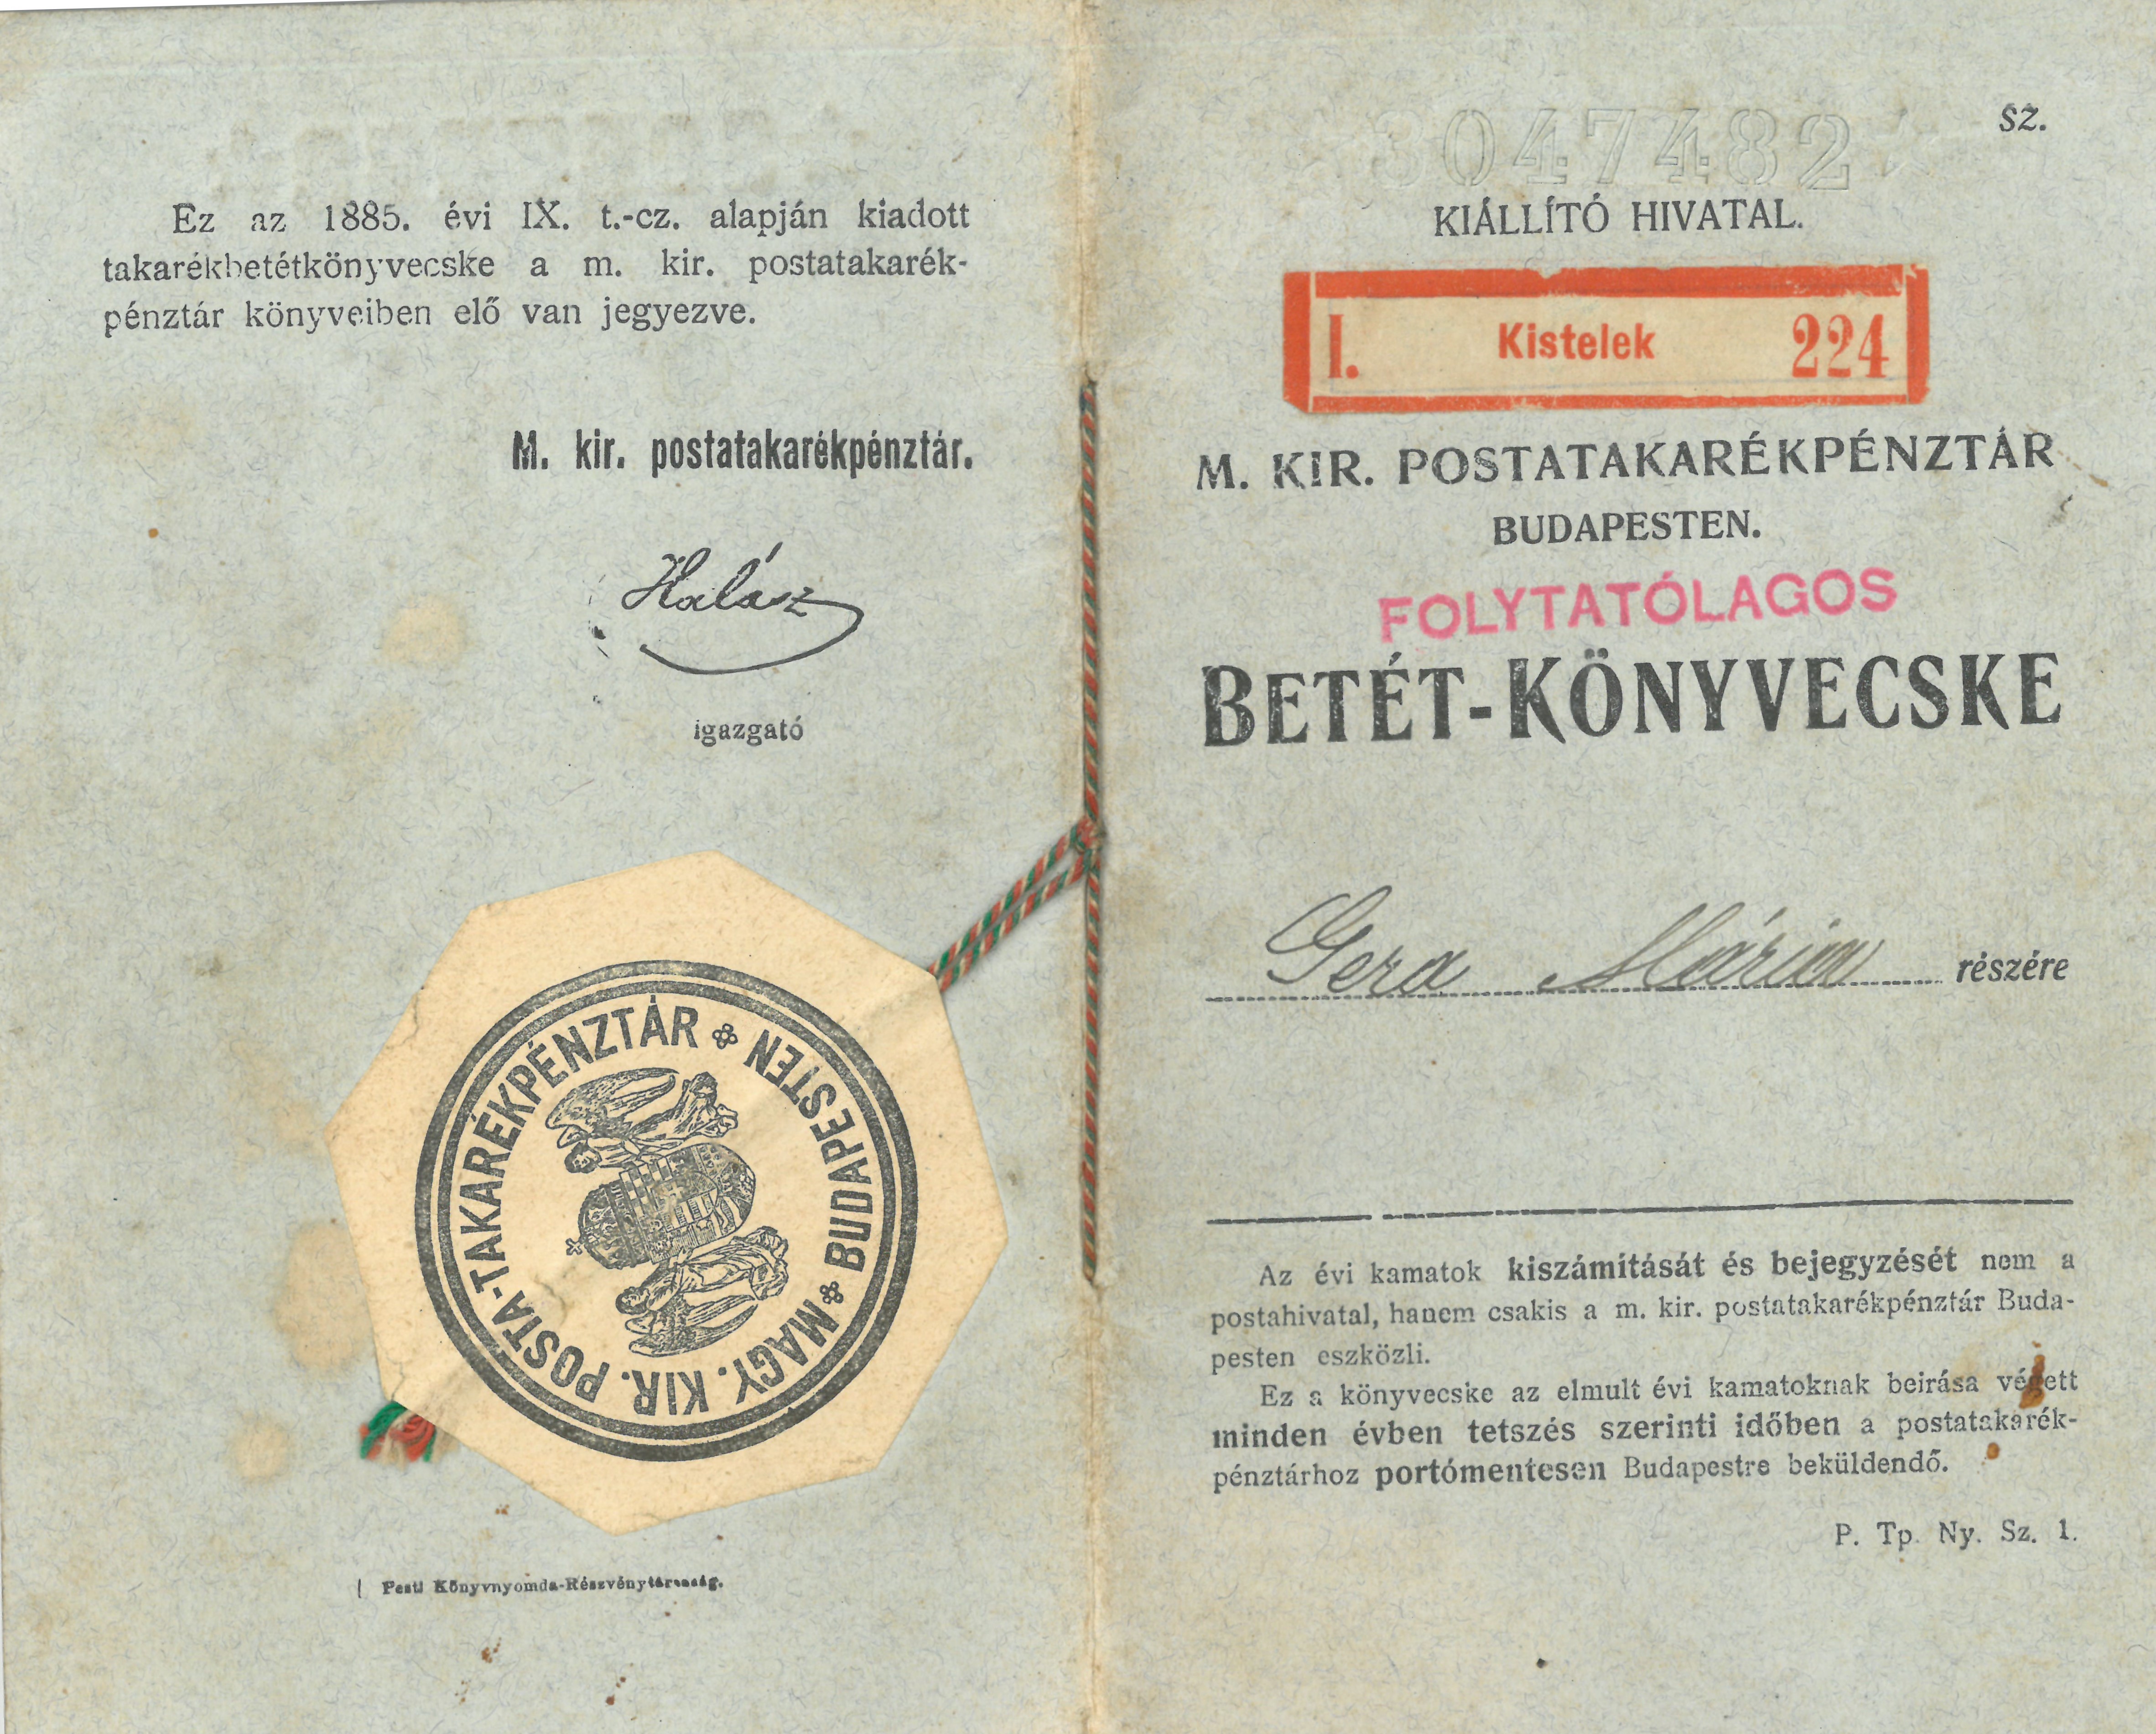 Ez az 1885. évi IX. t.-cz. alapján kiadott
takarékbetétkönyvecske a m. kir. postatakarék-
pénztár könyveiben elő van jegyezve.
M. kir. postatakarékpénztár.
Halász
igazgató
MAGY. KIR. POSTA-TAKARÉKPÉNZTÁR BUDAPESTEN
Pesti Könyvnyomda-Részvénytársaság.
3047482 sz.
KIÁLLÍTÓ HIVATAL.
I. Kistelek 224
M. KIR. POSTATAKARÉKPÉNZTÁR
BUDAPESTEN.
FOLYTATÓLAGOS
BETÉT-KÖNYVECSKE
Gera Mária részére
Az évi kamatok kiszámítását és bejegyzését nem a
postahivatal, hanem csakis a m. kir. postatakarékpénztár Buda-
pesten eszközli.
Ez a könyvecske az elmult évi kamatoknak beirása végett
minden évben tetszés szerinti időben a postatakarék-
pénztárhoz portómentesen Budapestre beküldendő.
P. Tp. Ny. Sz. 1.